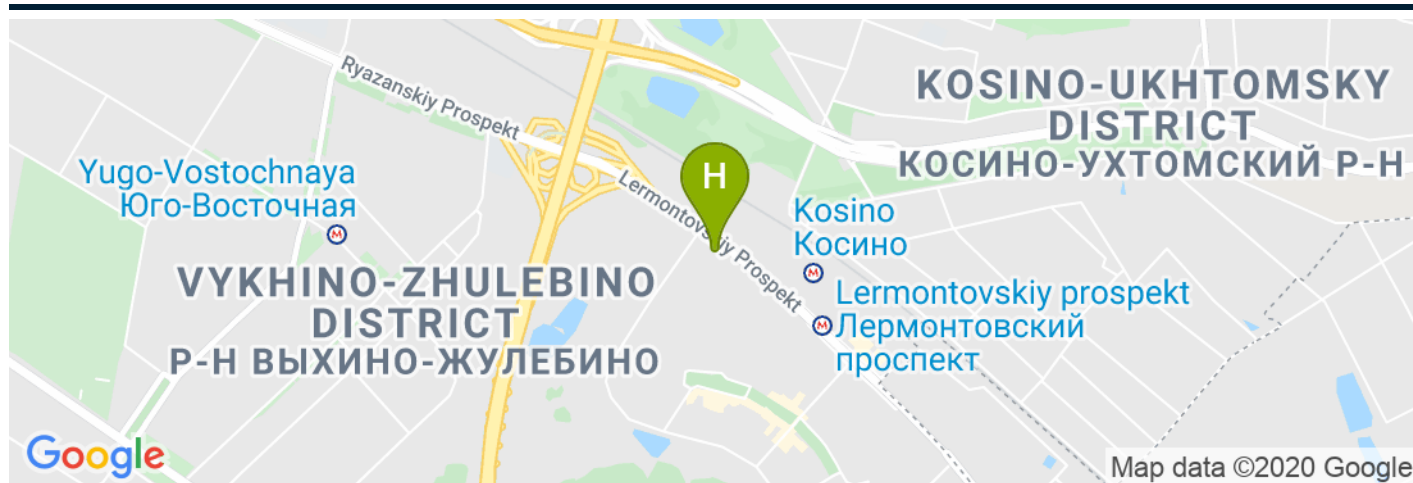 Ryazanskiy Prospekt
KOSINO-UKHTOMSKY
DISTRICT
КОСИНО-УХТОМСКИЙ Р-Н
Yugo-Vostochnaya
Юго-Восточная
H
Lermontovskiy Prospekt
Kosino
Косино
VYKHINO-ZHULEBINO
DISTRICT
Р-Н ВЫХИНО-ЖУЛЕБИНО
Lermontovskiy prospekt
Лермонтовский
проспект
Google
Map data ©2020 Google